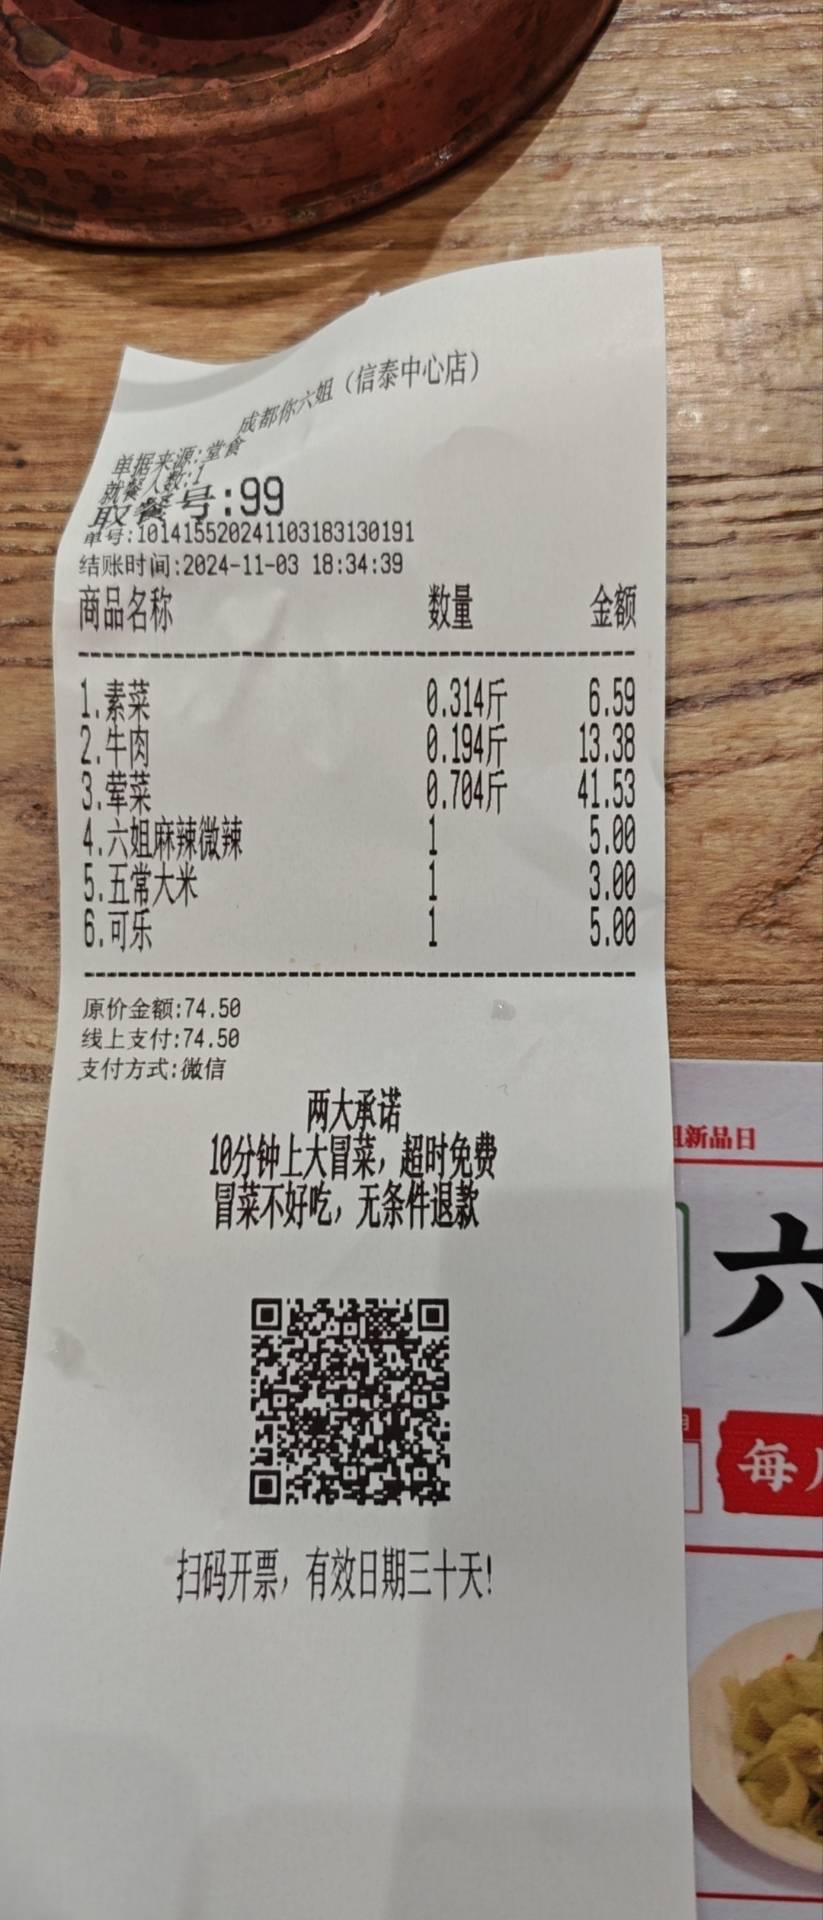 成都你六姐（信泰中心店）
单据来源:堂食
就餐人数:1
取餐号:99
单号:101415520241103183130191
结账时间:2024-11-03 18:34:39
商品名称 数量 金额
1.素菜 0.314斤 6.59
2.牛肉 0.194斤 13.38
3.荤菜 0.704斤 41.53
4.六姐麻辣微辣 1 5.00
5.五常大米 1 3.00
6.可乐 1 5.00
原价金额:74.50
线上支付:74.50
支付方式:微信
两大承诺
10分钟上大冒菜，超时免费
冒菜不好吃，无条件退款
扫码开票，有效日期三十天!
姐新品日
六
每月